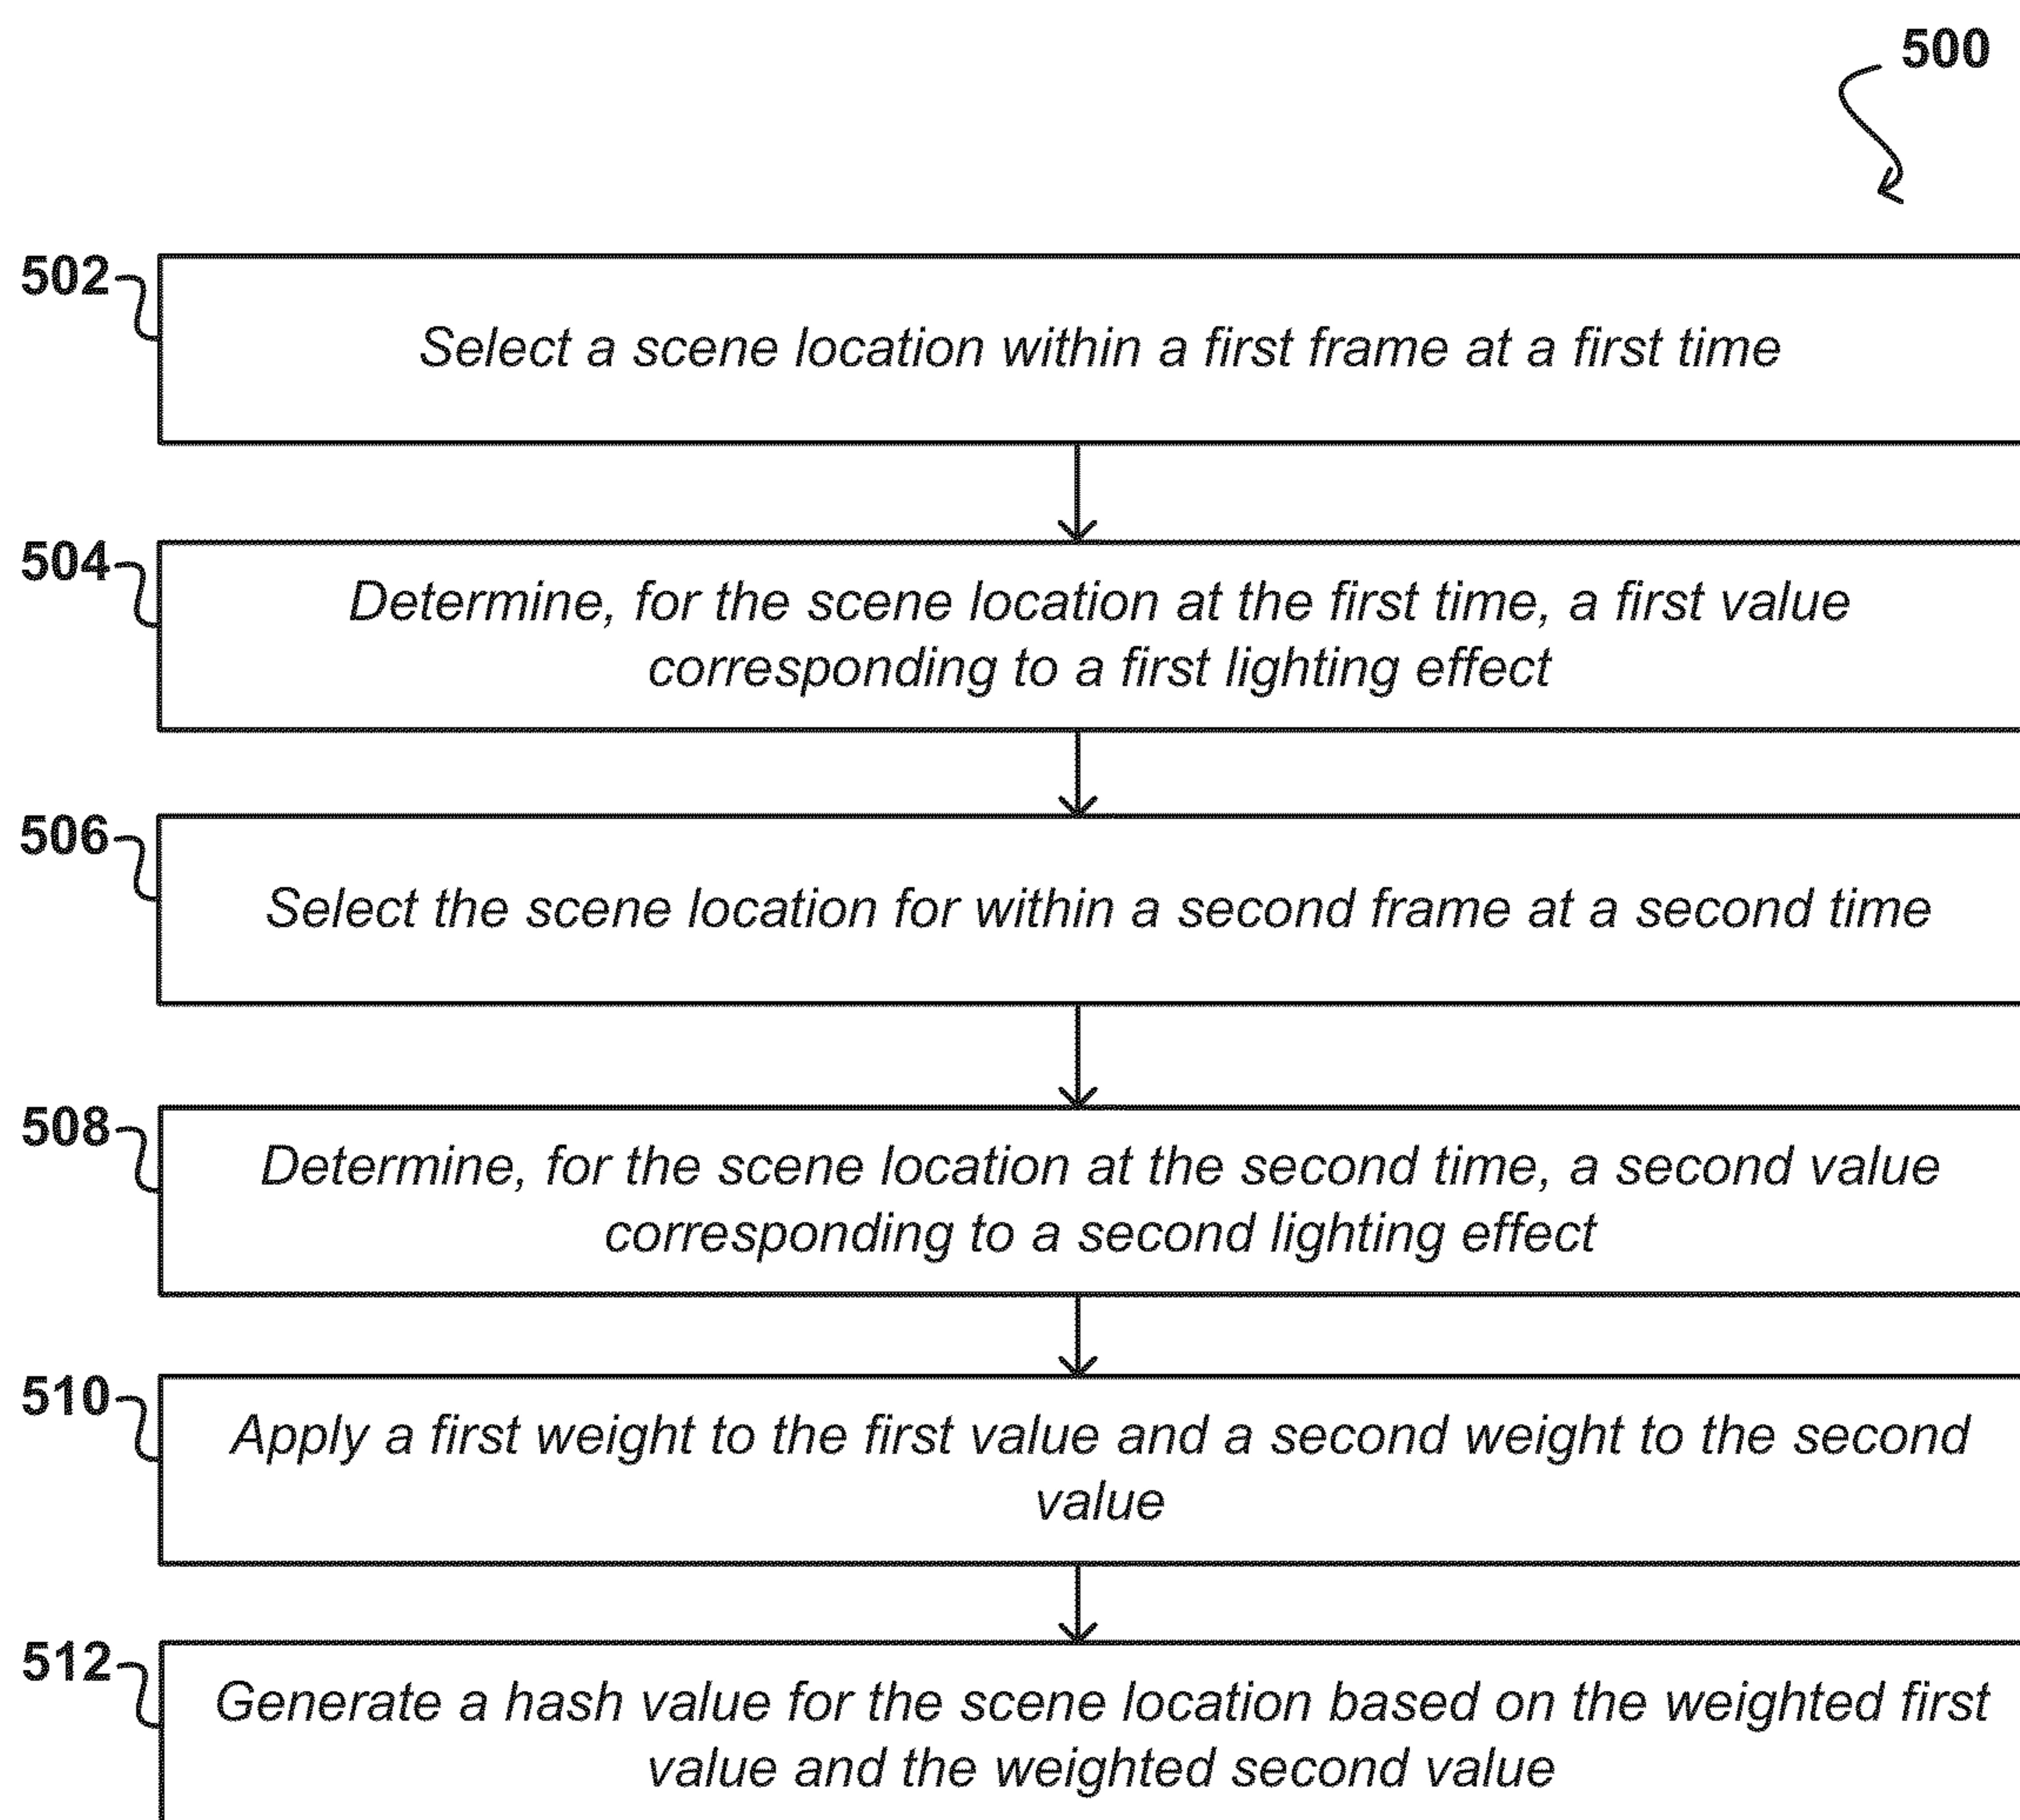 500
502
Select a scene location within a first frame at a first time
504
Determine, for the scene location at the first time, a first value
corresponding to a first lighting effect
506
Select the scene location for within a second frame at a second time
508
Determine, for the scene location at the second time, a second value
corresponding to a second lighting effect
510
Apply a first weight to the first value and a second weight to the second
value
512
Generate a hash value for the scene location based on the weighted first
value and the weighted second value